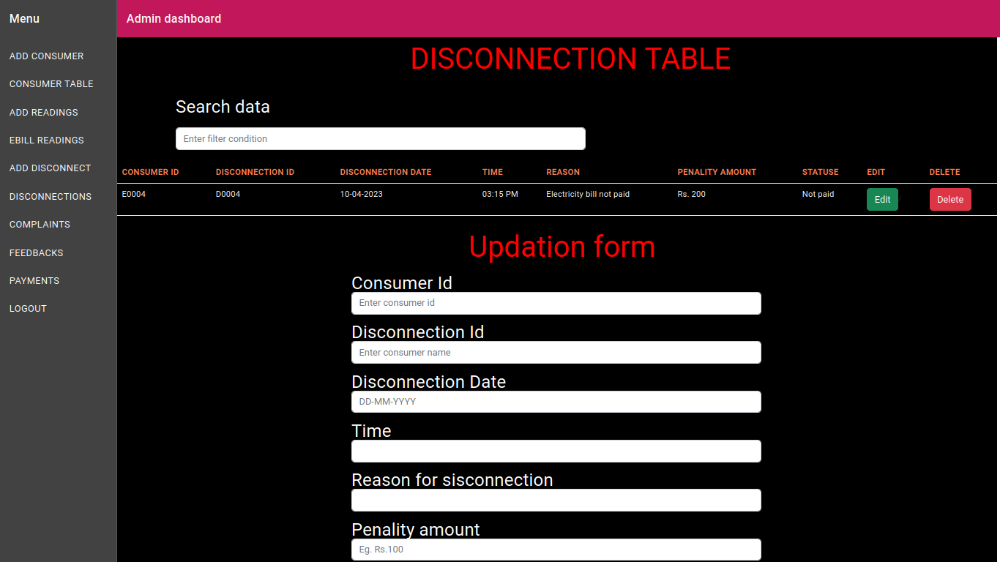 Menu
Admin dashboard
ADD CONSUMER
CONSUMER TABLE
ADD READINGS
EBILL READINGS
ADD DISCONNECT
DISCONNECTIONS
COMPLAINTS
FEEDBACKS
PAYMENTS
LOGOUT
DISCONNECTION TABLE
Search data
Enter filter condition
CONSUMER ID DISCONNECTION ID DISCONNECTION DATE TIME REASON PENALITY AMOUNT STATUSE EDIT DELETE
E0004 D0004 10-04-2023 03:15 PM Electricity bill not paid Rs. 200 Not paid Edit Delete
Updation form
Consumer Id
Enter consumer id
Disconnection Id
Enter consumer name
Disconnection Date
DD-MM-YYYY
Time
Reason for sisconnection
Penality amount
Eg. Rs.100